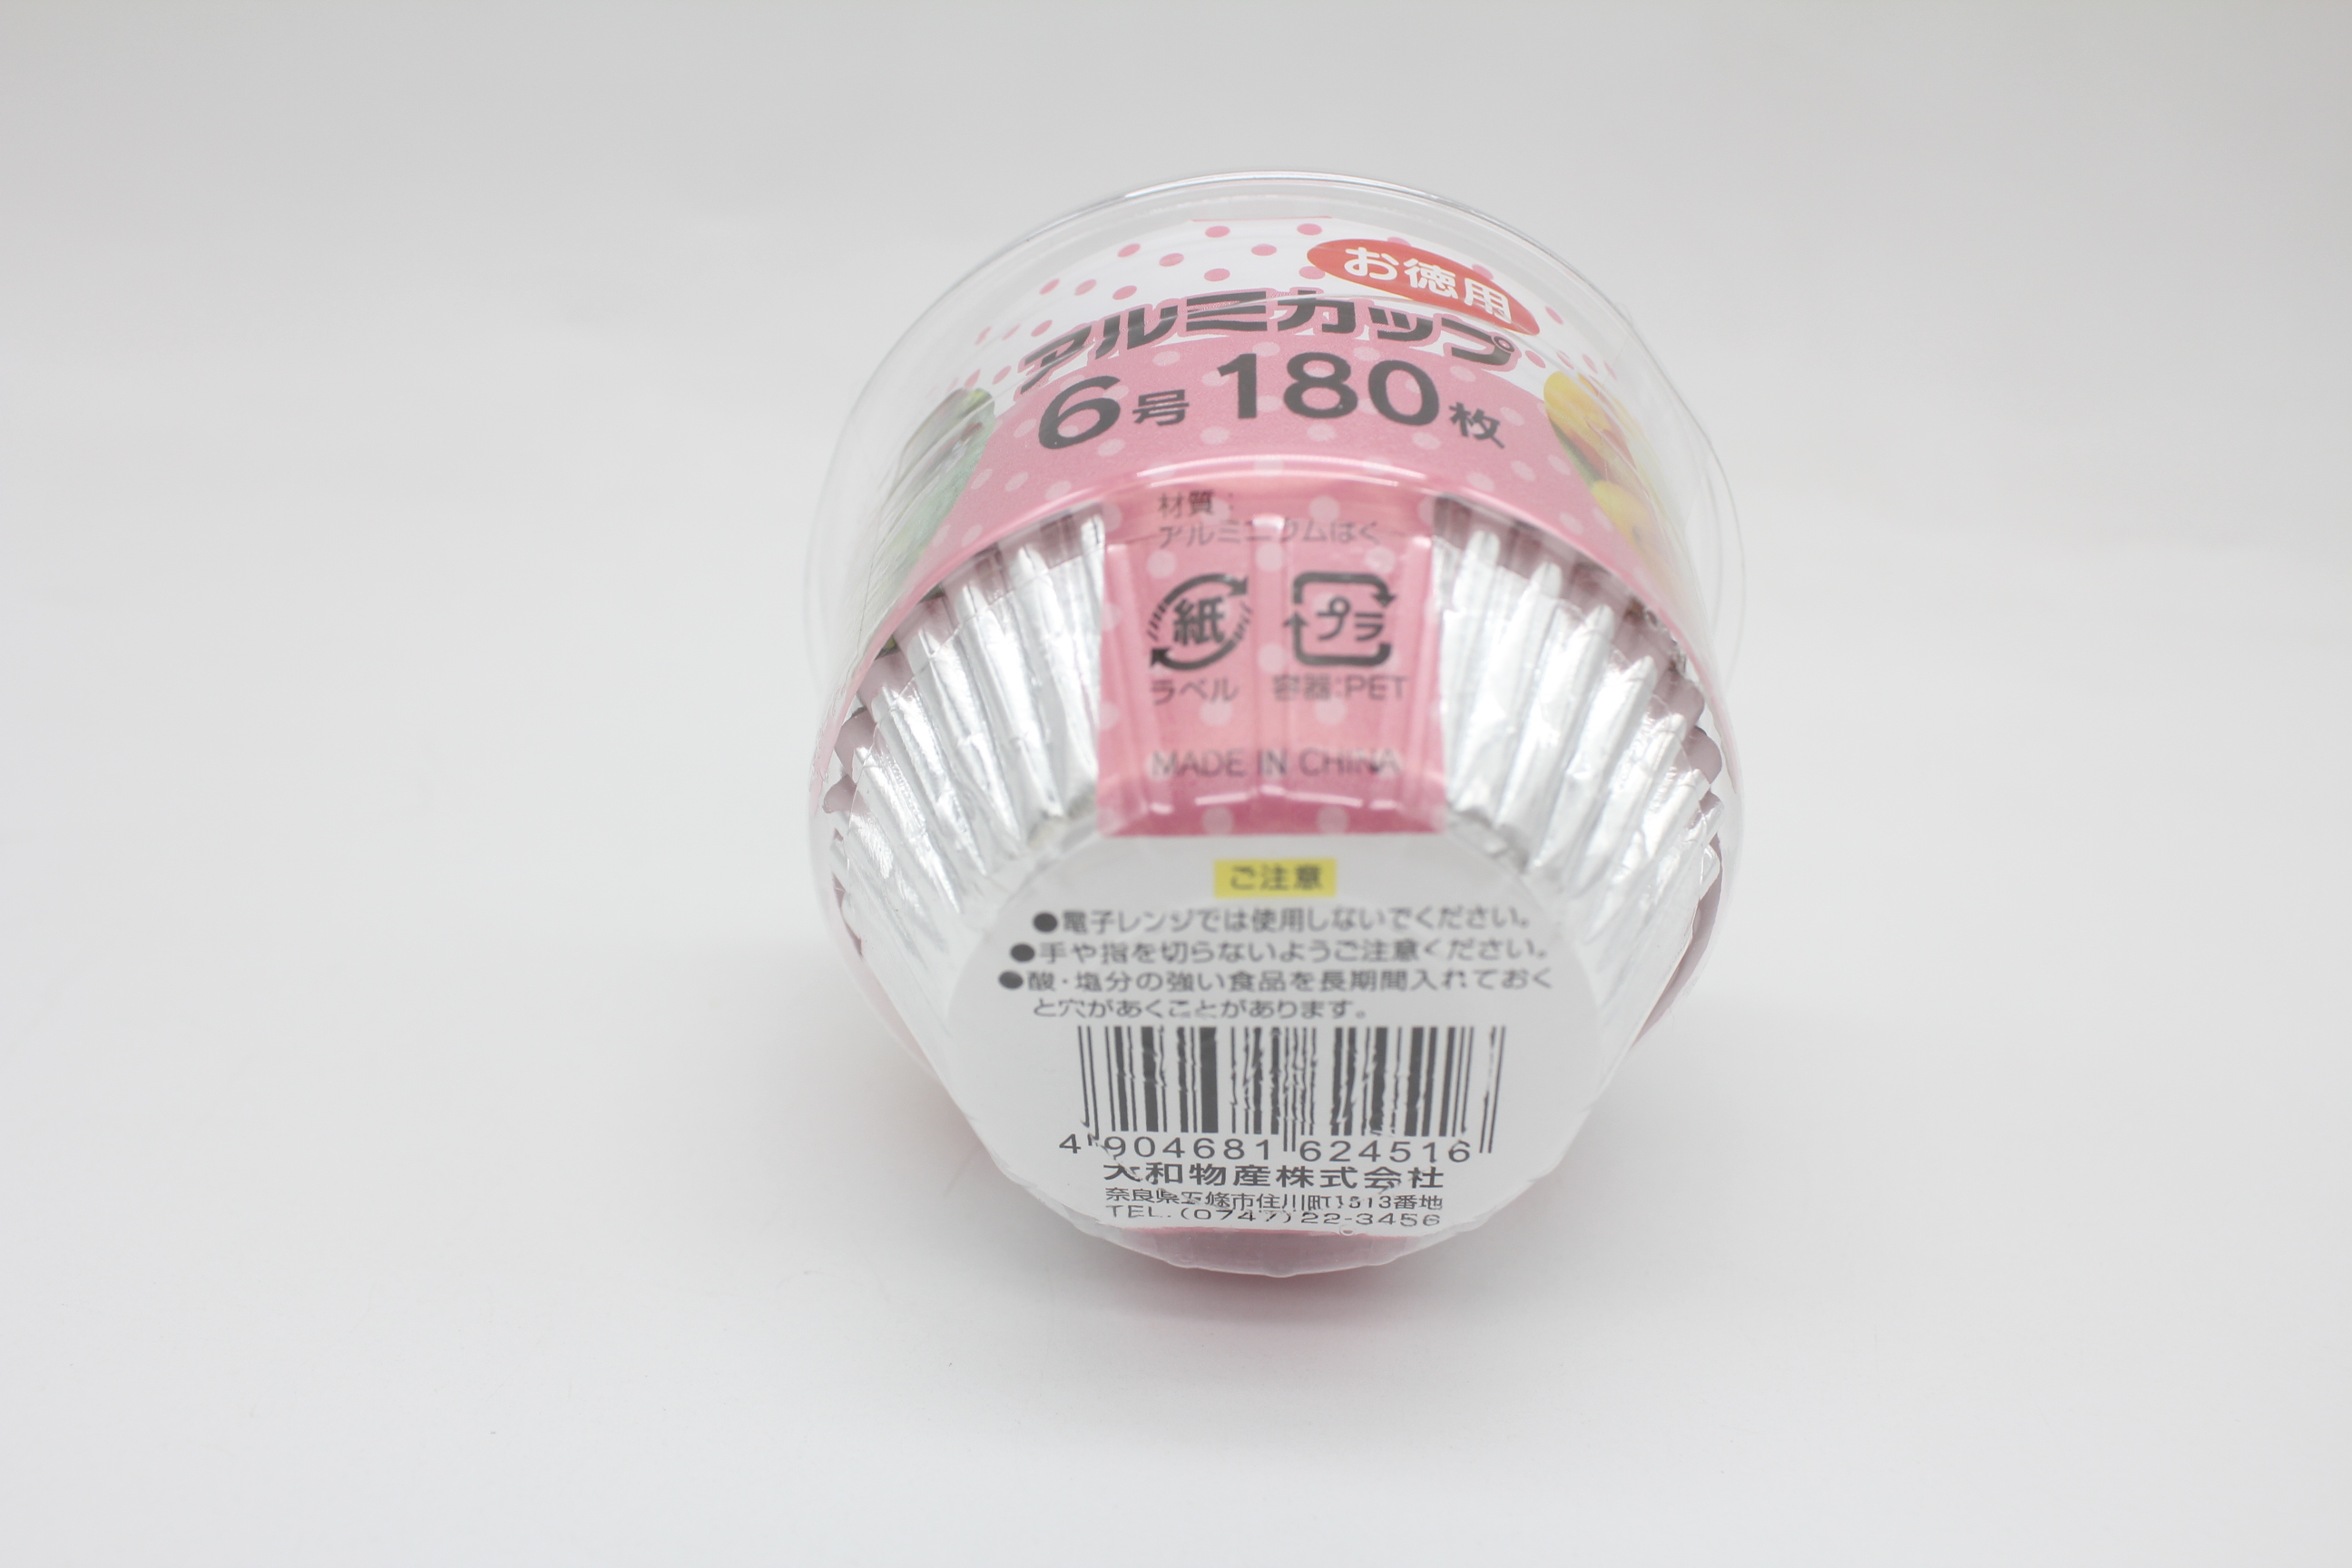 お徳用
アルミカップ
6号 180枚
材質:
アルミニウムはく
紙 プラ
ラベル 容器:PET
MADE IN CHINA
ご注意
●電子レンジでは使用しないでください。
●手や指を切らないようご注意ください。
●酸・塩分の強い食品を長期間入れておく
と穴があくことがあります。
4 904681 624516
大和物産株式会社
奈良県五條市住川町1313番地
TEL.(0747)22-3456